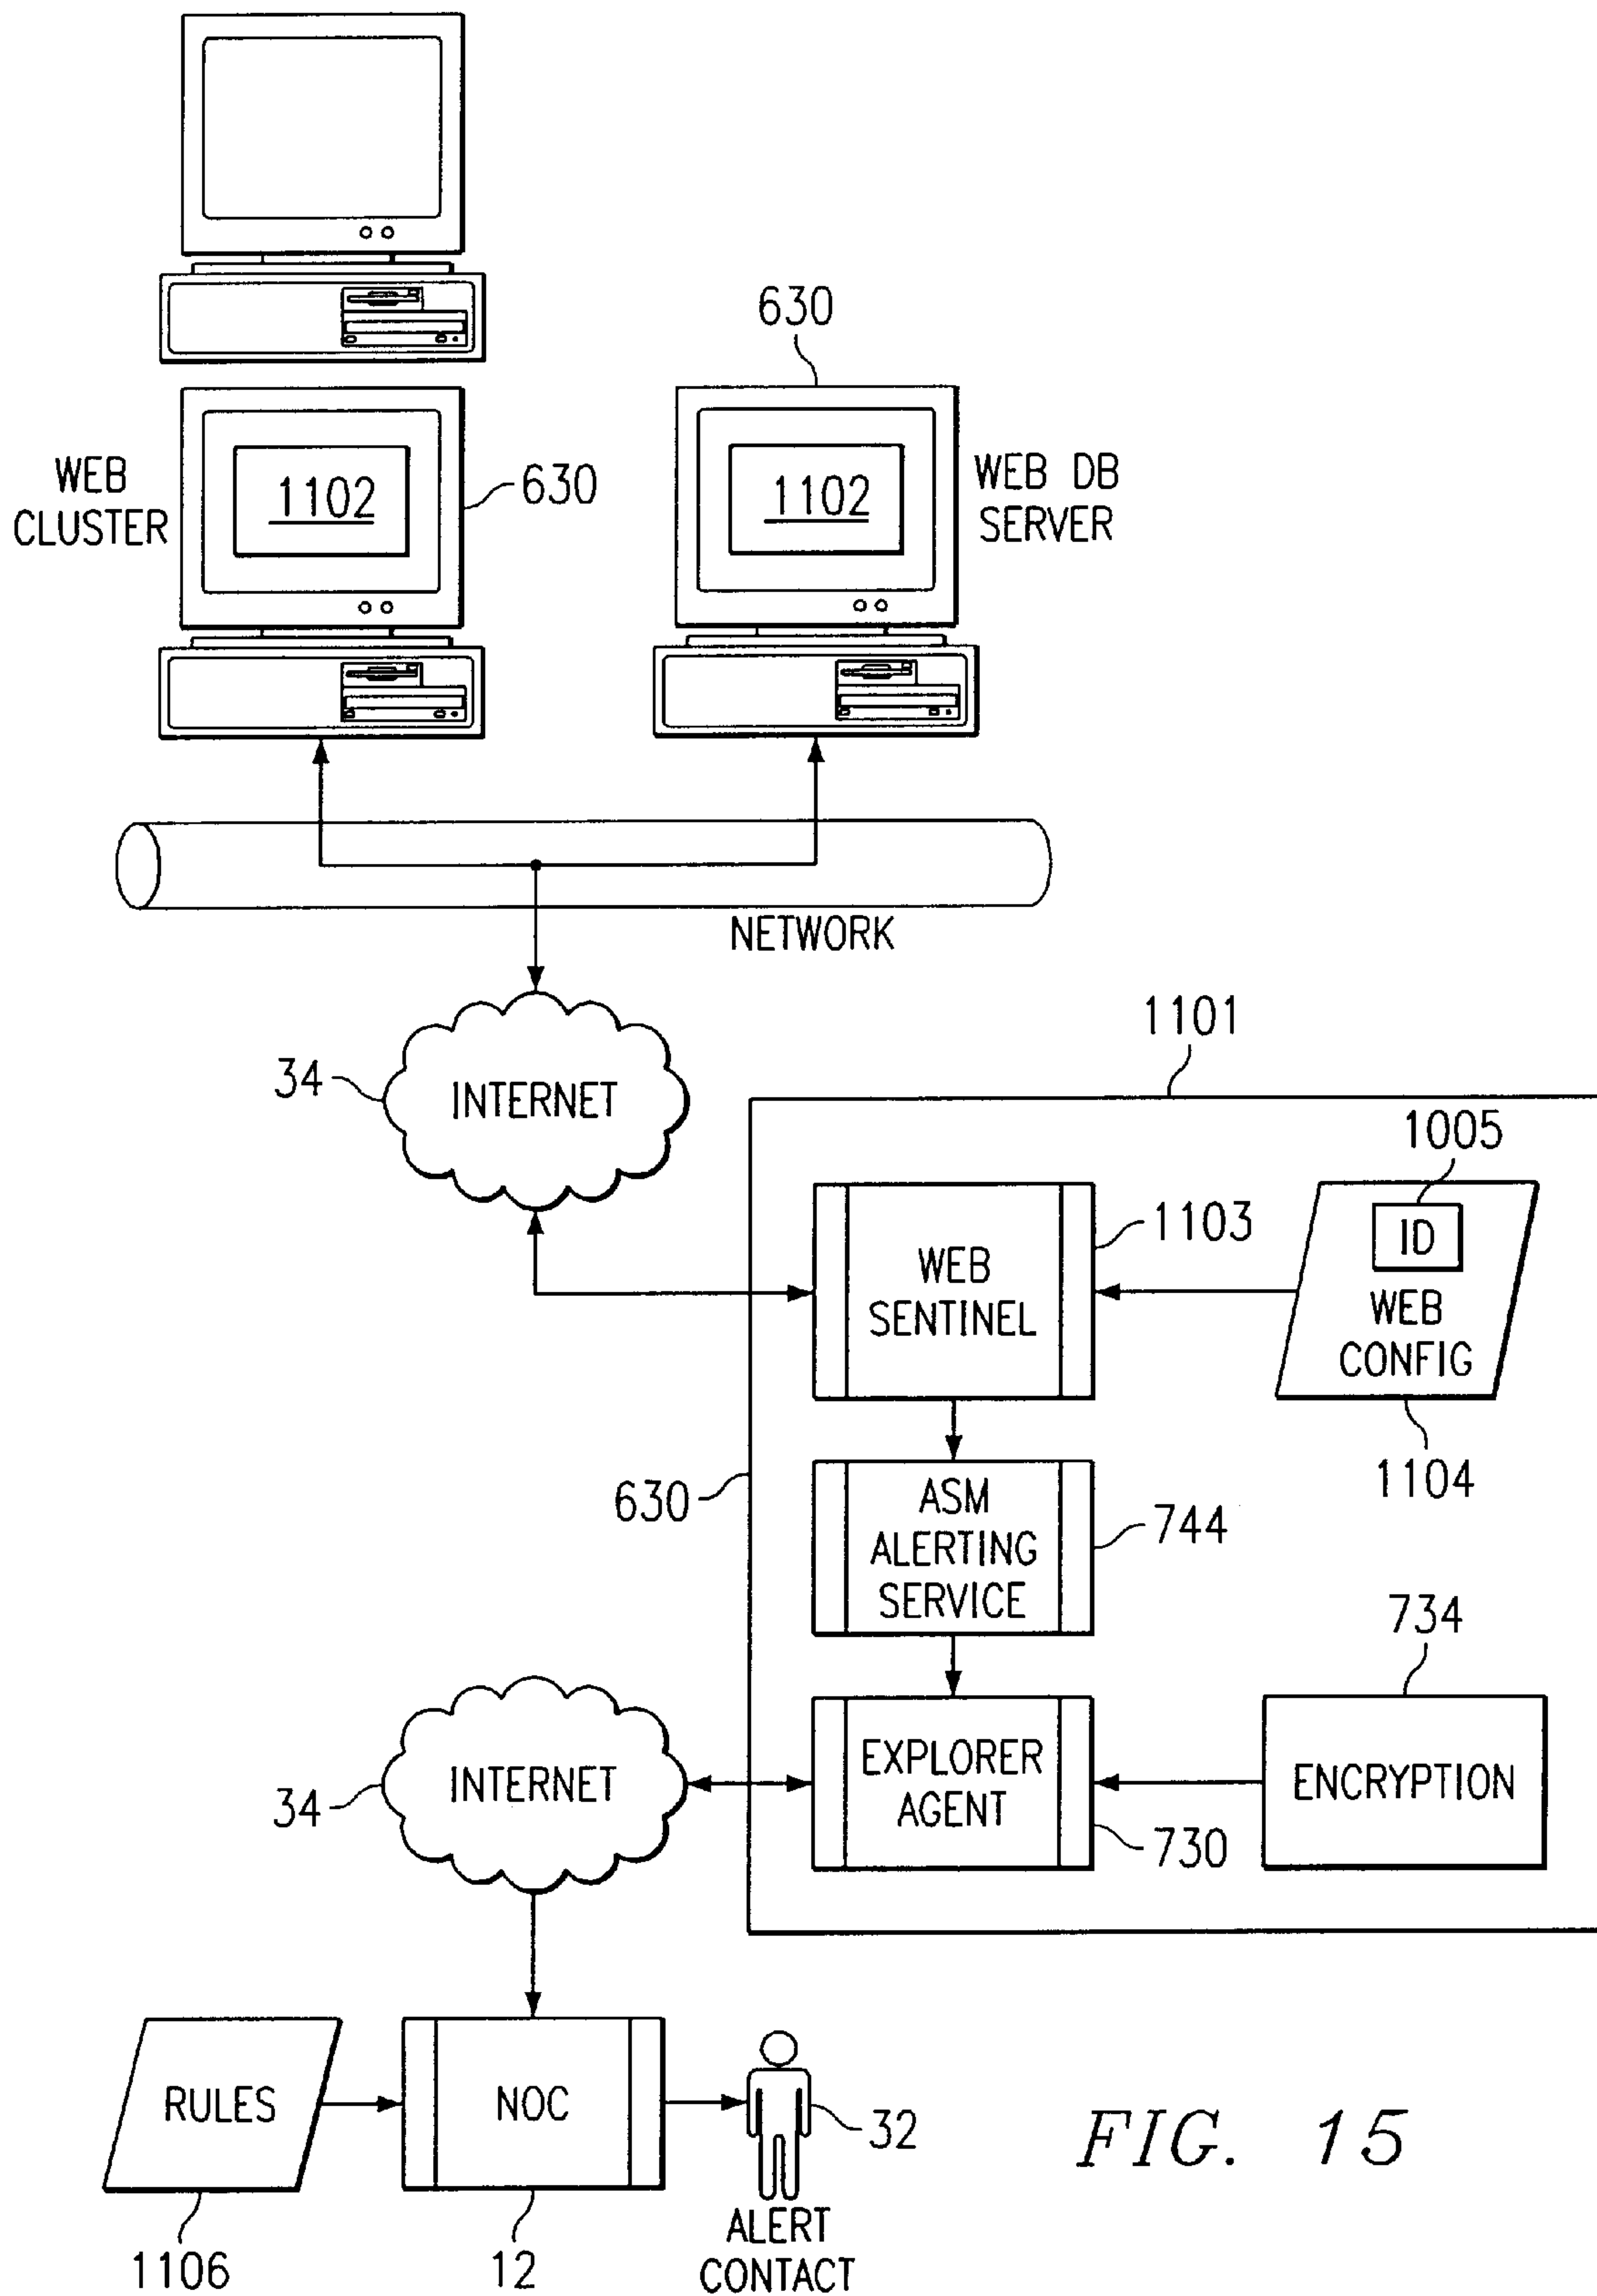 630
WEB
CLUSTER
1102
630
1102
WEB DB
SERVER
NETWORK
1101
34
INTERNET
1005
ID
WEB
CONFIG
1103
WEB
SENTINEL
1104
630
ASM
ALERTING
SERVICE
744
734
34
INTERNET
EXPLORER
AGENT
730
ENCRYPTION
RULES
NOC
32
1106
12
ALERT
CONTACT
FIG. 15